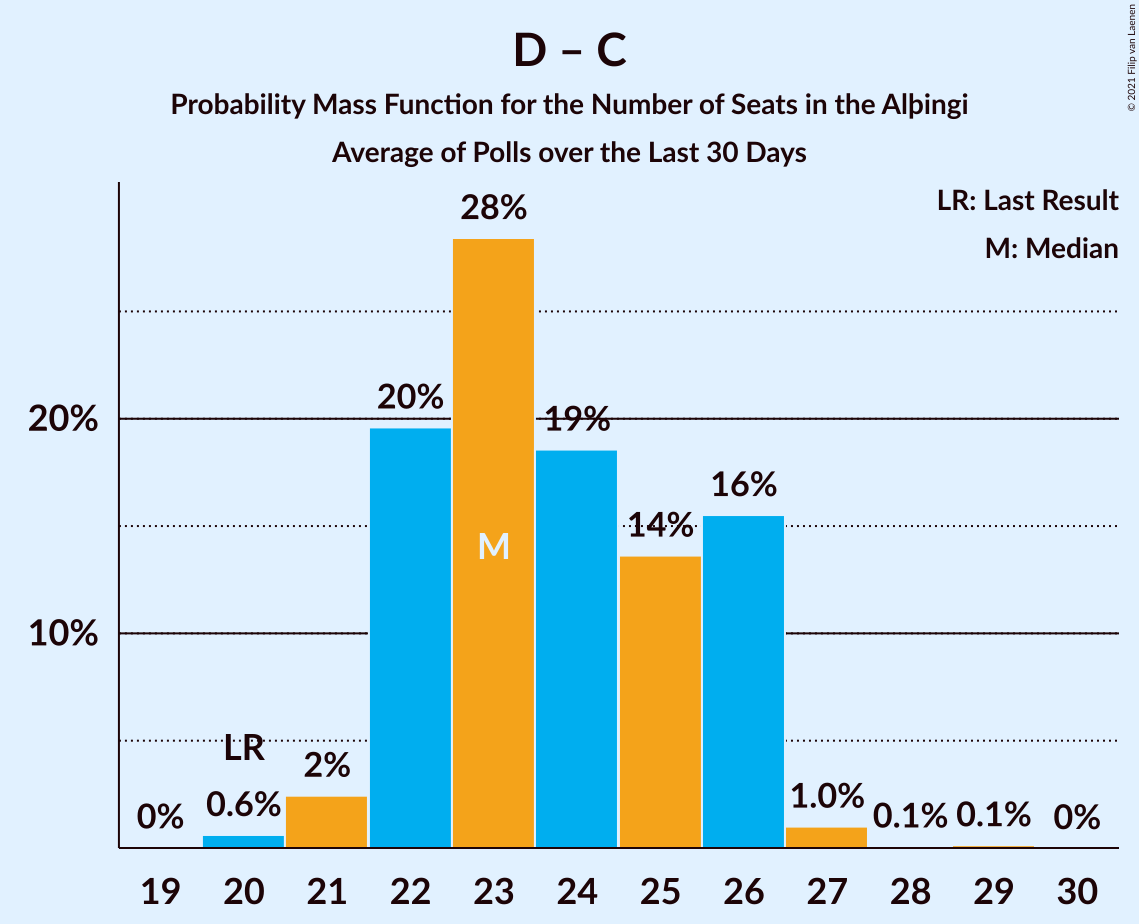 D – C
Probability Mass Function for the Number of Seats in the Alþingi
Average of Polls over the Last 30 Days
© 2021 Filip van Laenen
LR: Last Result
M: Median
28%
20%
20%
19%
16%
14%
M
10%
LR
2%
0%
0.6%
1.0%
0.1%
0.1%
0%
19 20 21 22 23 24 25 26 27 28 29 30